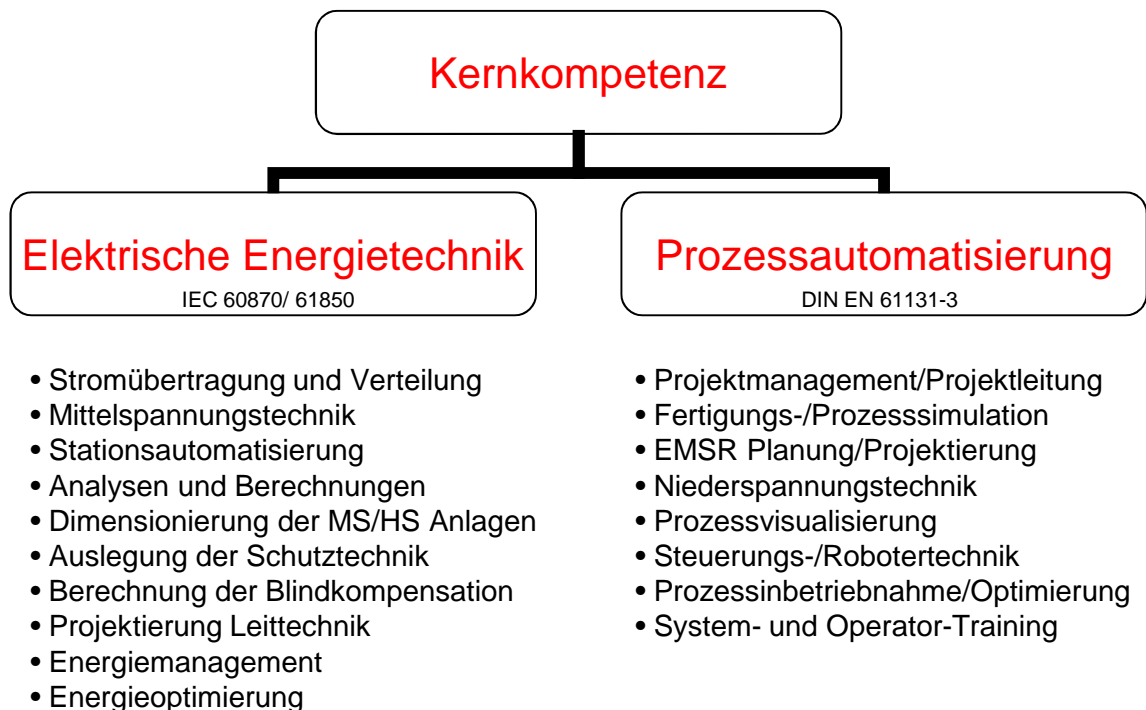 Kernkompetenz
Elektrische Energietechnik
IEC 60870/ 61850
• Stromübertragung und Verteilung
• Mittelspannungstechnik
• Stationsautomatisierung
• Analysen und Berechnungen
• Dimensionierung der MS/HS Anlagen
• Auslegung der Schutztechnik
• Berechnung der Blindkompensation
• Projektierung Leittechnik
• Energiemanagement
• Energieoptimierung
Prozessautomatisierung
DIN EN 61131-3
• Projektmanagement/Projektleitung
• Fertigungs-/Prozesssimulation
• EMSR Planung/Projektierung
• Niederspannungstechnik
• Prozessvisualisierung
• Steuerungs-/Robotertechnik
• Prozessinbetriebnahme/Optimierung
• System- und Operator-Training